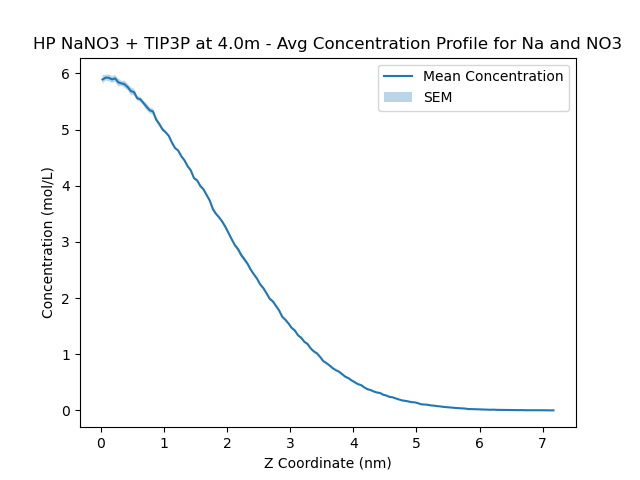 HP NaNO3 + TIP3P at 4.0m - Avg Concentration Profile for Na and NO3
Mean Concentration
SEM
Concentration (mol/L)
6
5
4
3
2
1
0
0 1 2 3 4 5 6 7
Z Coordinate (nm)